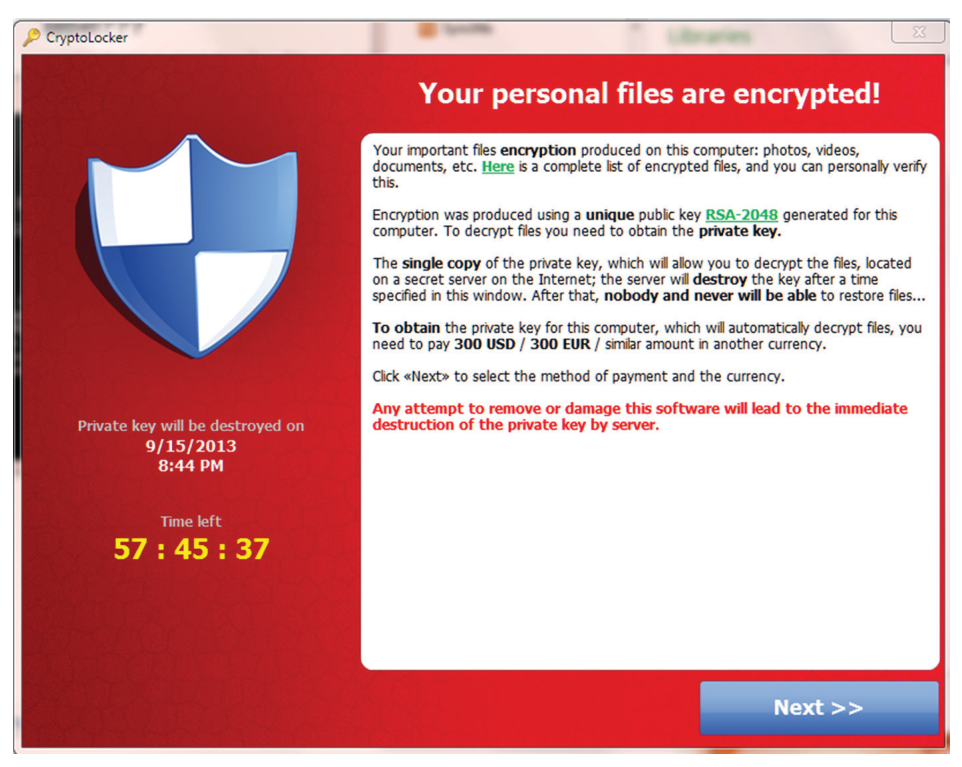 CryptoLocker
Your personal files are encrypted!
Your important files encryption produced on this computer: photos, videos,
documents, etc. Here is a complete list of encrypted files, and you can personally verify
this.
Encryption was produced using a unique public key RSA-2048 generated for this
computer. To decrypt files you need to obtain the private key.
The single copy of the private key, which will allow you to decrypt the files, located
on a secret server on the Internet; the server will destroy the key after a time
specified in this window. After that, nobody and never will be able to restore files...
To obtain the private key for this computer, which will automatically decrypt files, you
need to pay 300 USD / 300 EUR / similar amount in another currency.
Click «Next» to select the method of payment and the currency.
Any attempt to remove or damage this software will lead to the immediate
destruction of the private key by server.
Private key will be destroyed on
9/15/2013
8:44 PM
Time left
57 : 45 : 37
Next >>
Libraries